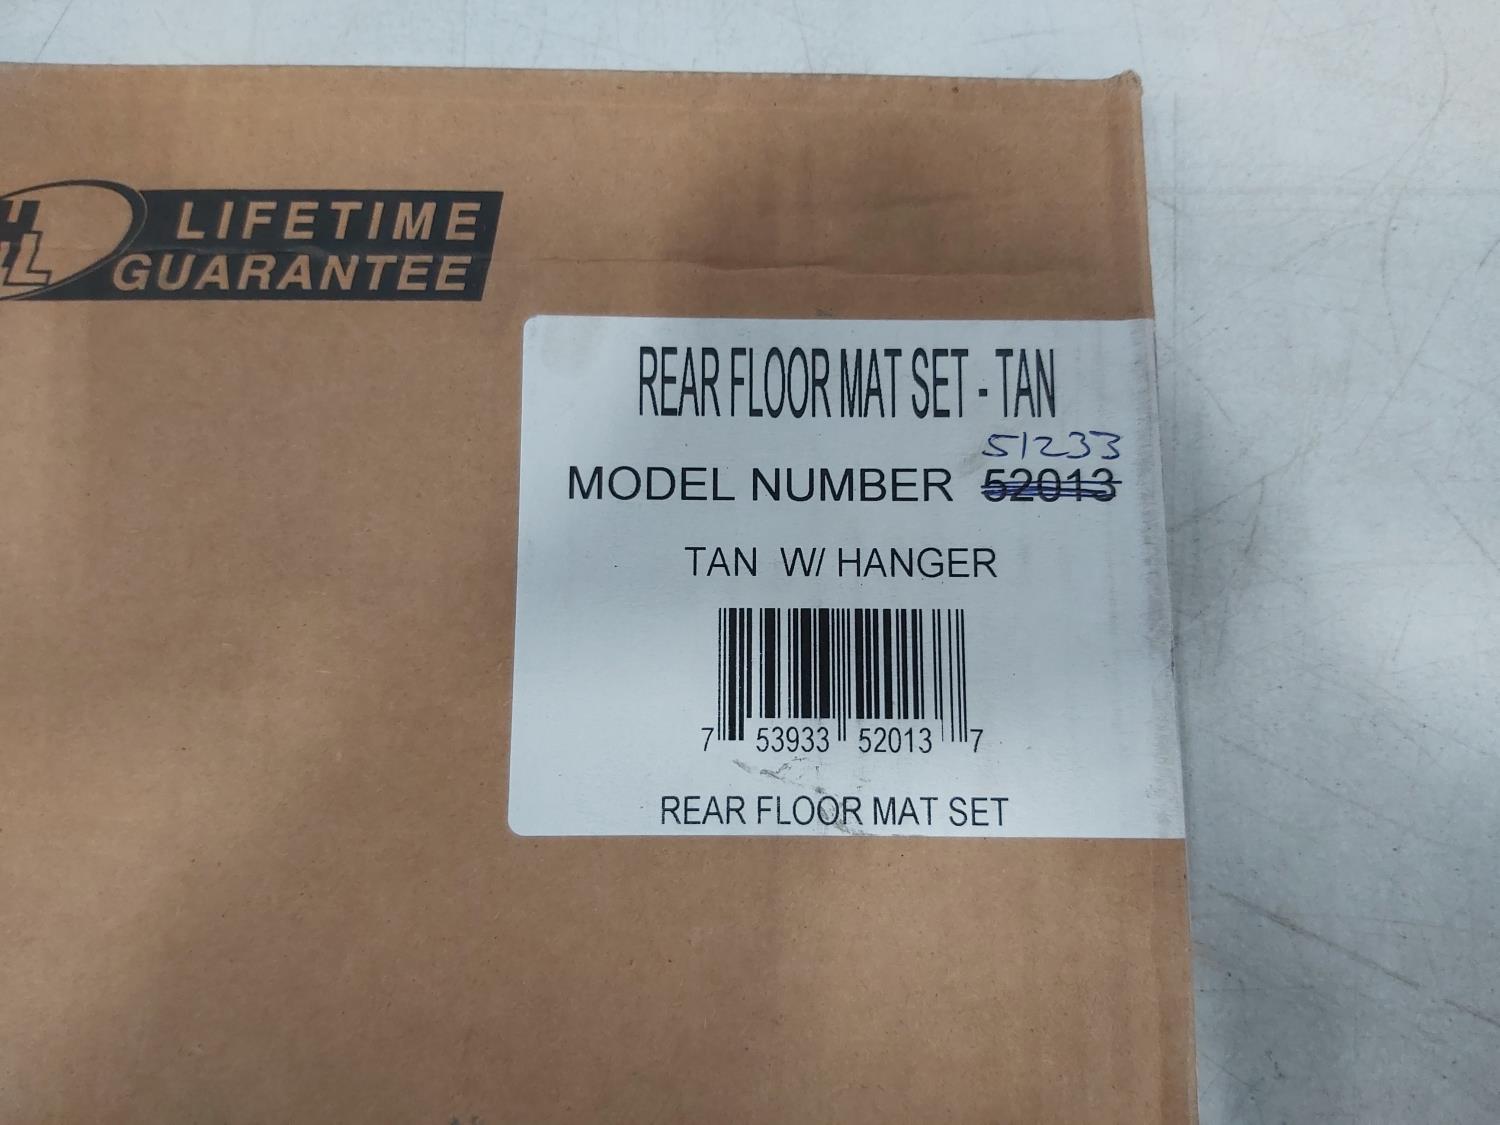 LIFETIME
GUARANTEE
REAR FLOOR MAT SET - TAN
51233
MODEL NUMBER 52013
TAN W/ HANGER
7 53933 52013 7
REAR FLOOR MAT SET